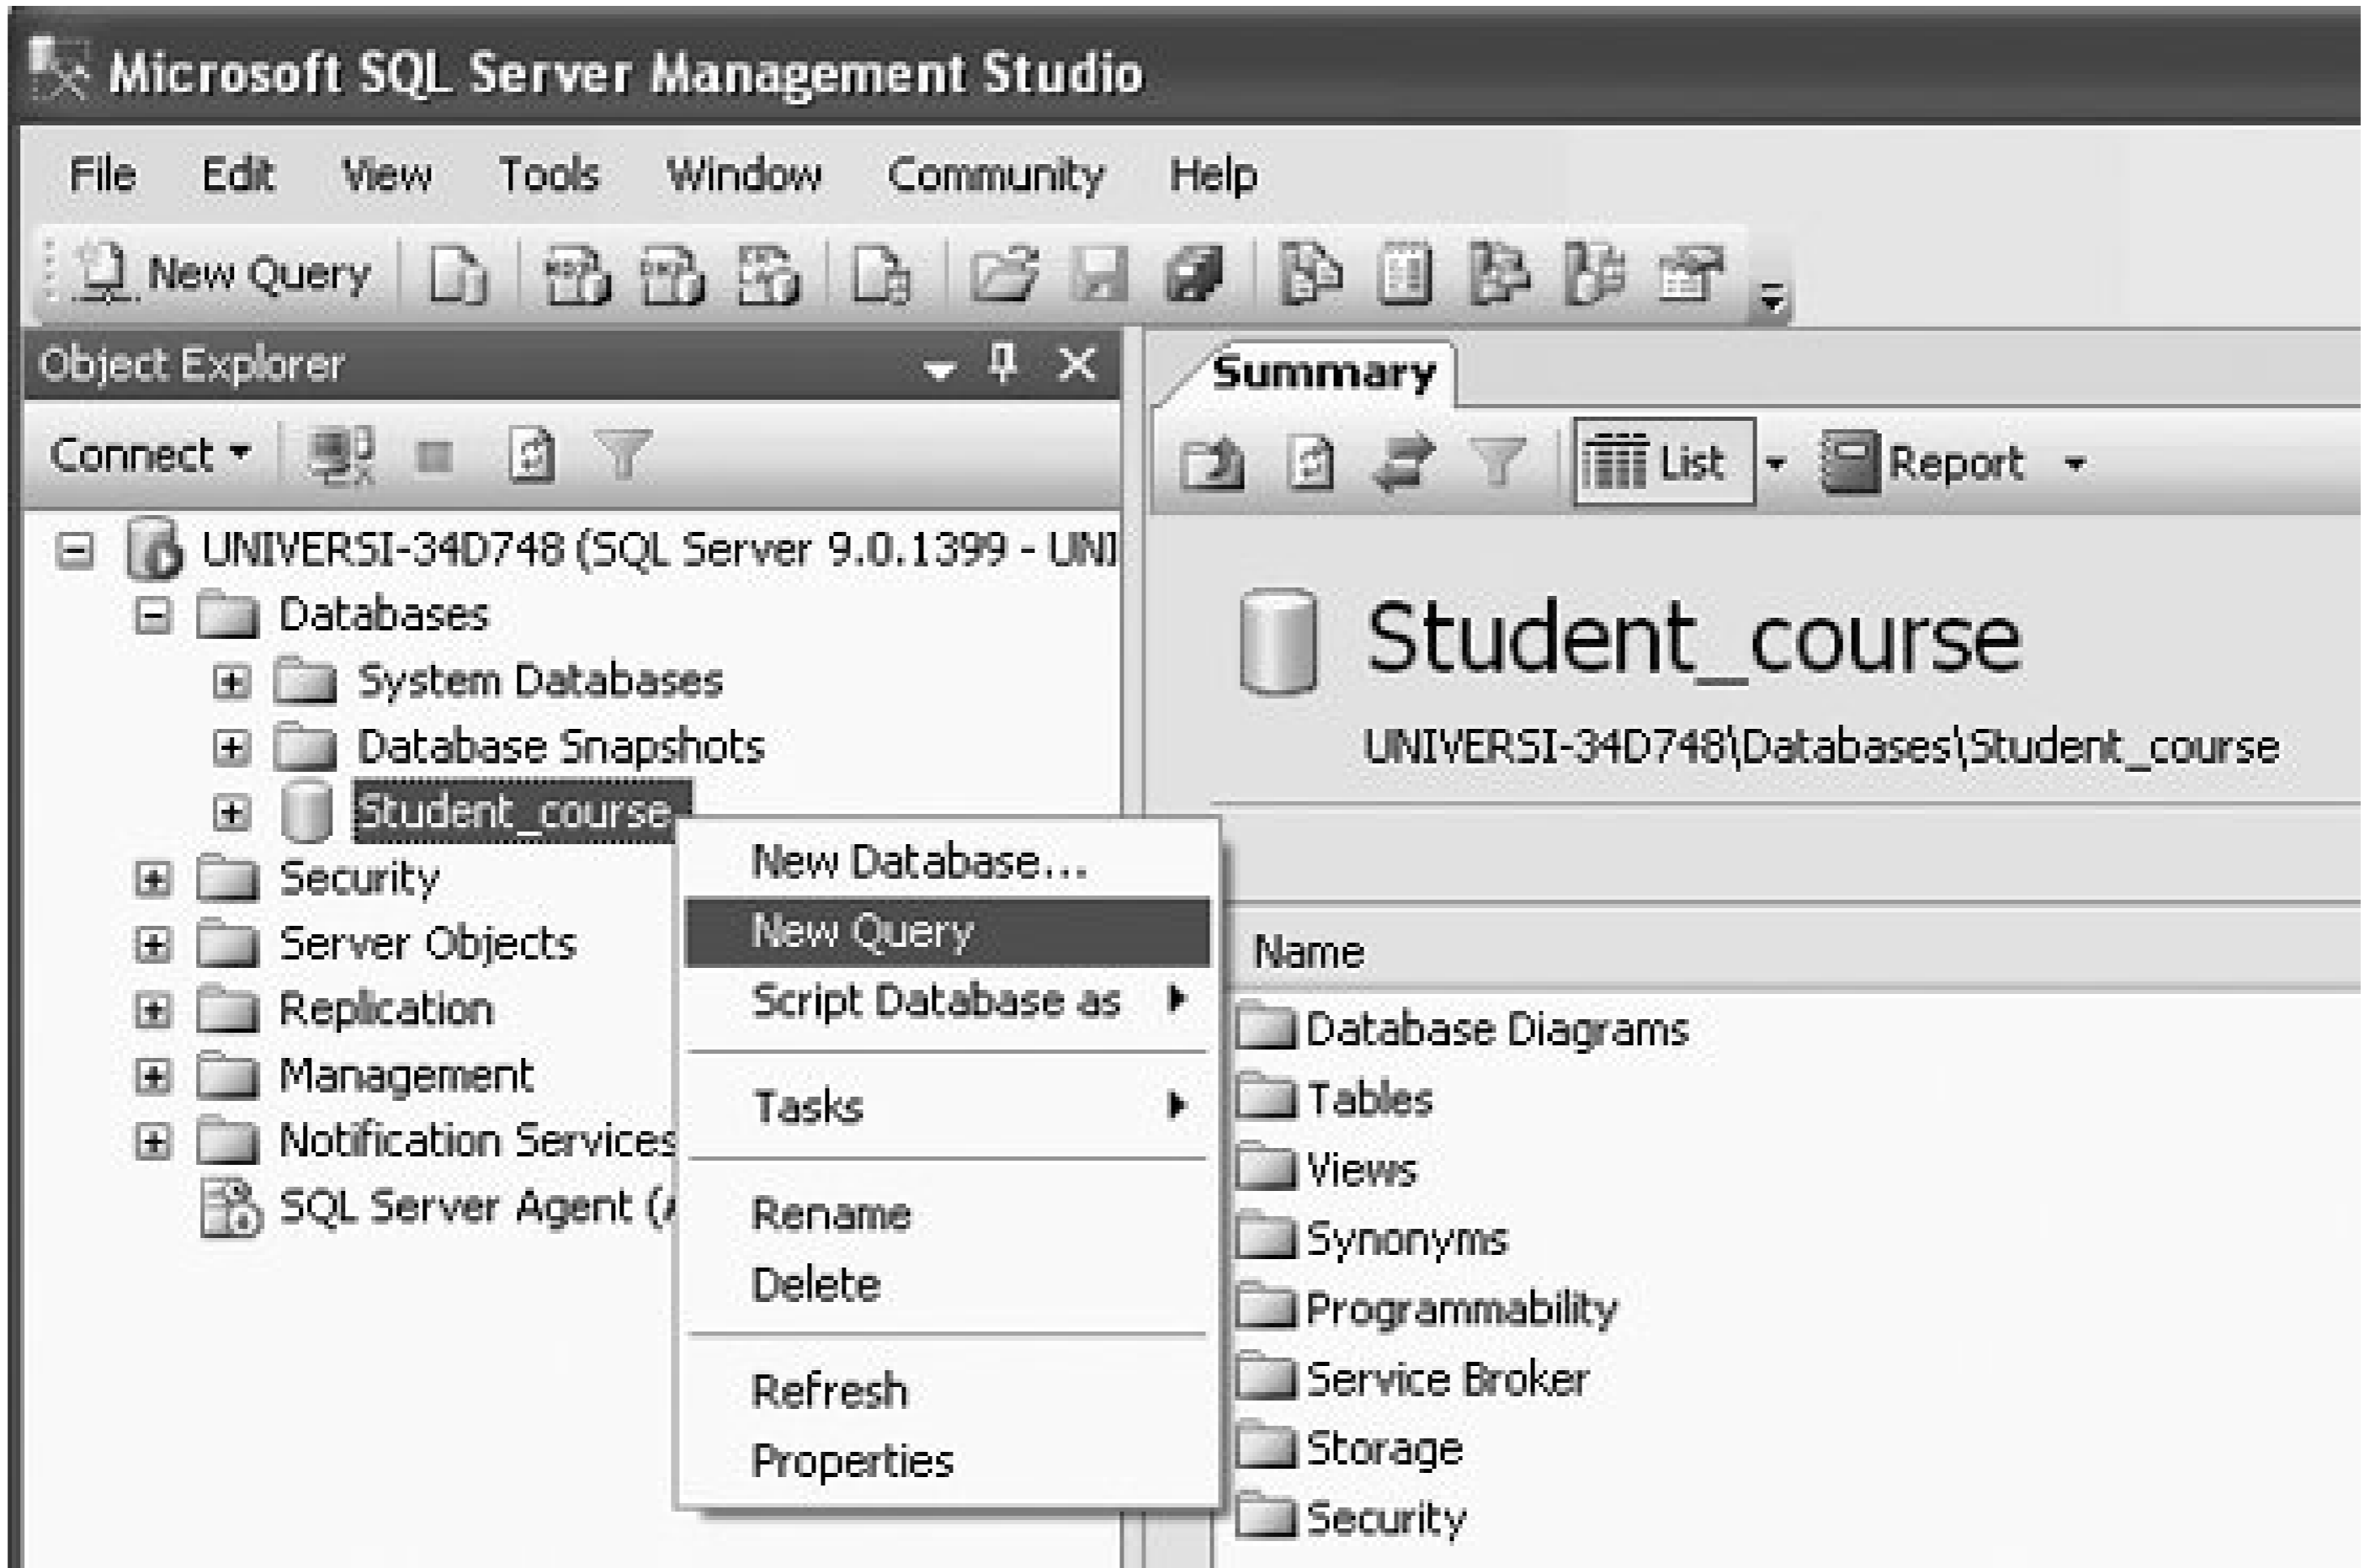 Microsoft SQL Server Management Studio
File Edit View Tools Window Community Help
New Query
Object Explorer
Connect
UNIVERSI-34D748 (SQL Server 9.0.1399 - UNI
Databases
System Databases
Database Snapshots
Student_course
Security
Server Objects
Replication
Management
Notification Services
SQL Server Agent (
New Database...
New Query
Script Database as
Tasks
Rename
Delete
Refresh
Properties
Summary
List Report
Student_course
UNIVERSI-34D748\Databases\Student_course
Name
Database Diagrams
Tables
Views
Synonyms
Programmability
Service Broker
Storage
Security